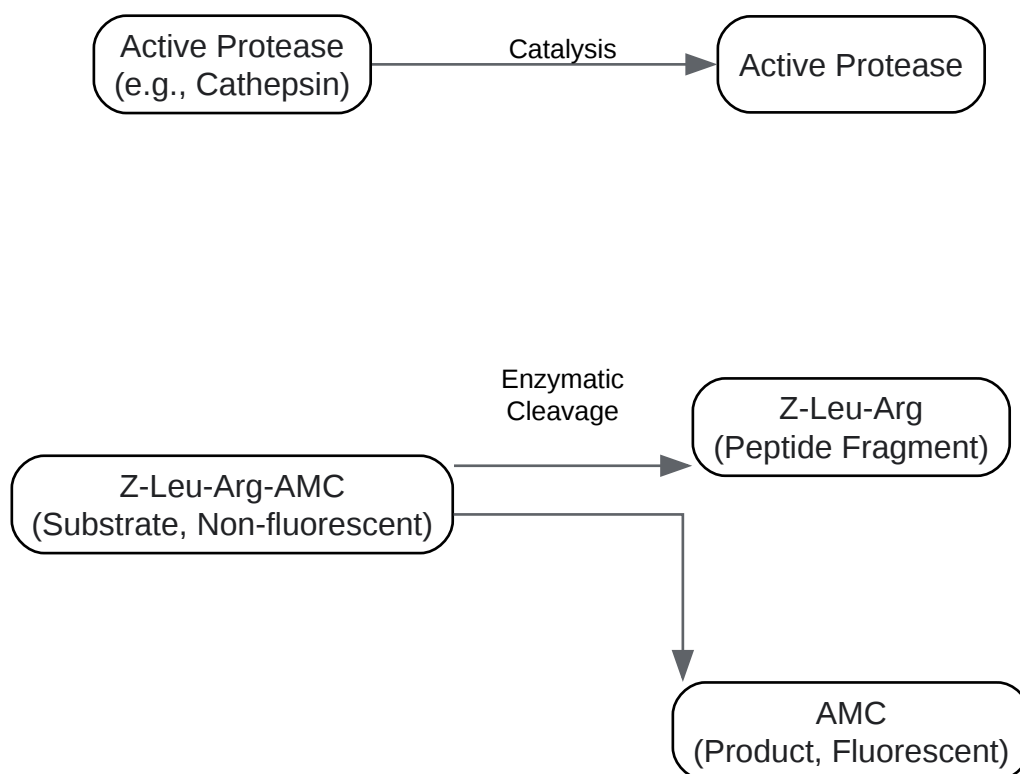 Active Protease
(e.g., Cathepsin)
Catalysis
Active Protease
Enzymatic
Cleavage
Z-Leu-Arg
(Peptide Fragment)
Z-Leu-Arg-AMC
(Substrate, Non-fluorescent)
AMC
(Product, Fluorescent)